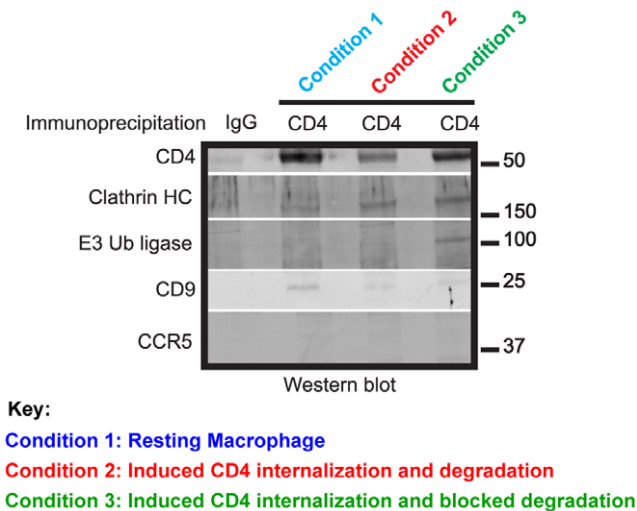 Condition 1
Condition 2
Condition 3
Immunoprecipitation IgG CD4 CD4 CD4
CD4 50
Clathrin HC 150
E3 Ub ligase 100
CD9 25
CCR5 37
Western blot
Key:
Condition 1: Resting Macrophage
Condition 2: Induced CD4 internalization and degradation
Condition 3: Induced CD4 internalization and blocked degradation